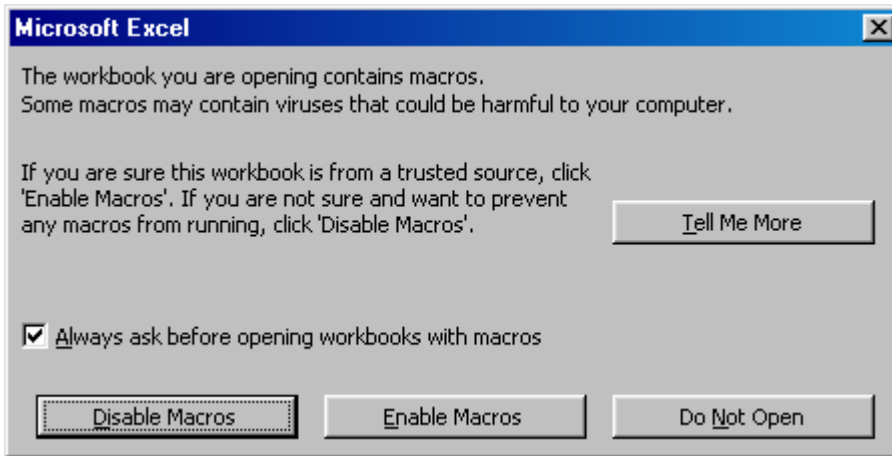 Microsoft Excel
The workbook you are opening contains macros.
Some macros may contain viruses that could be harmful to your computer.
If you are sure this workbook is from a trusted source, click
'Enable Macros'. If you are not sure and want to prevent
any macros from running, click 'Disable Macros'.
Tell Me More
Always ask before opening workbooks with macros
Disable Macros
Enable Macros
Do Not Open